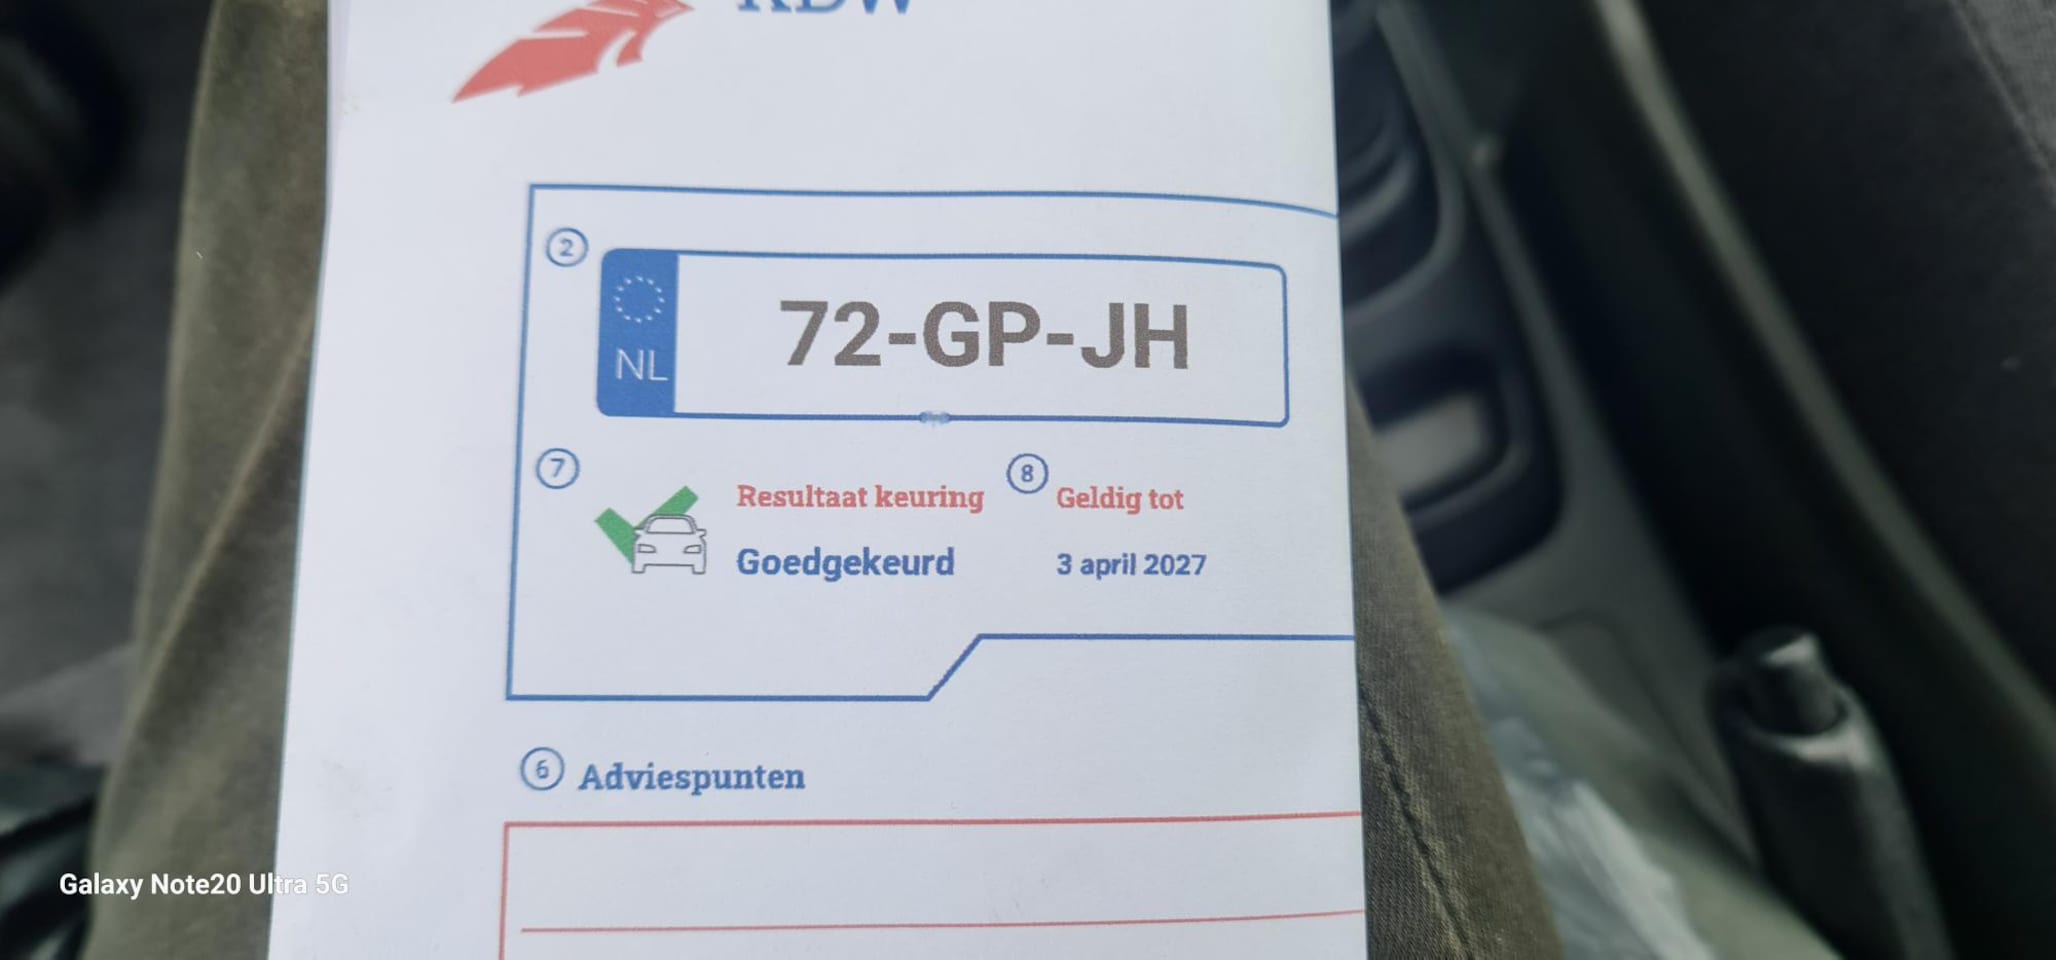 RDW
2
NL
72-GP-JH
7 Resultaat keuring 8 Geldig tot
Goedgekeurd 3 april 2027
6 Adviespunten
Galaxy Note20 Ultra 5G